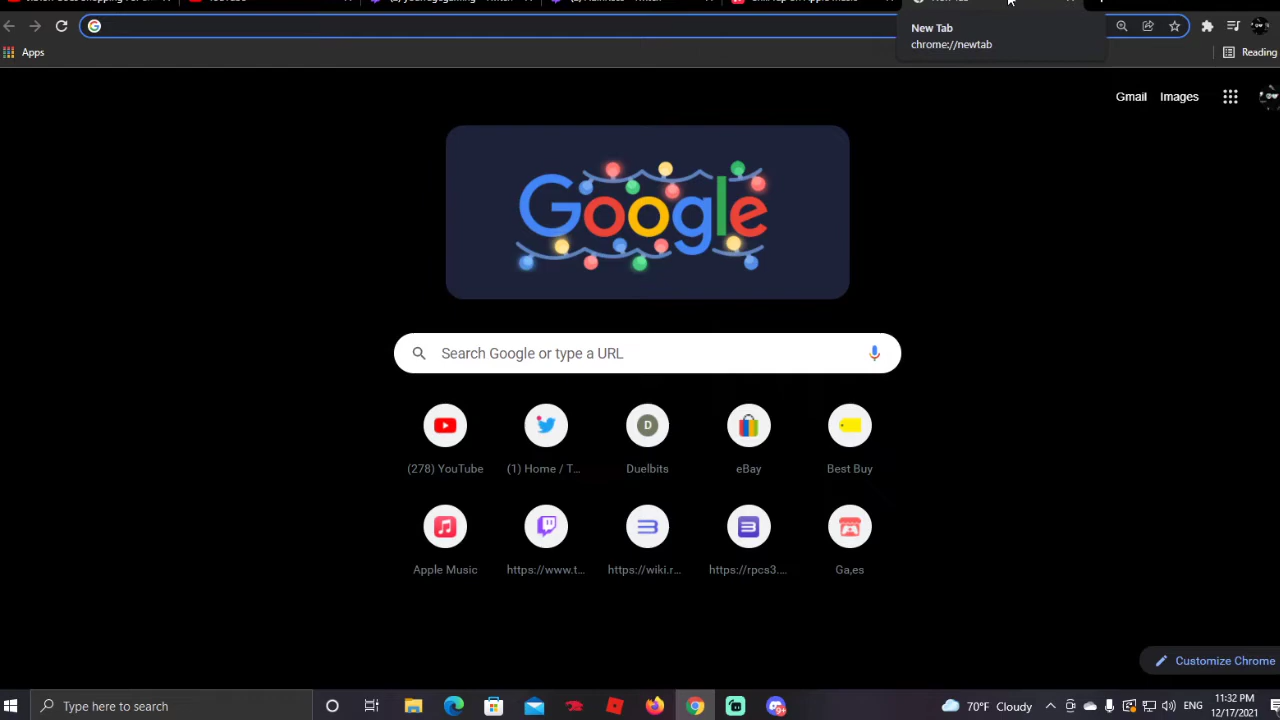 New Tab
chrome://newtab
Apps
Reading
Gmail
Images
Google
Search Google or type a URL
(278) YouTube
(1) Home / T...
D
Duelbits
eBay
Best Buy
Apple Music
https://www.t...
https://wiki.r...
https://rpcs3....
Ga,es
Customize Chrome
Type here to search
70°F Cloudy
ENG
11:32 PM
12/17/2021